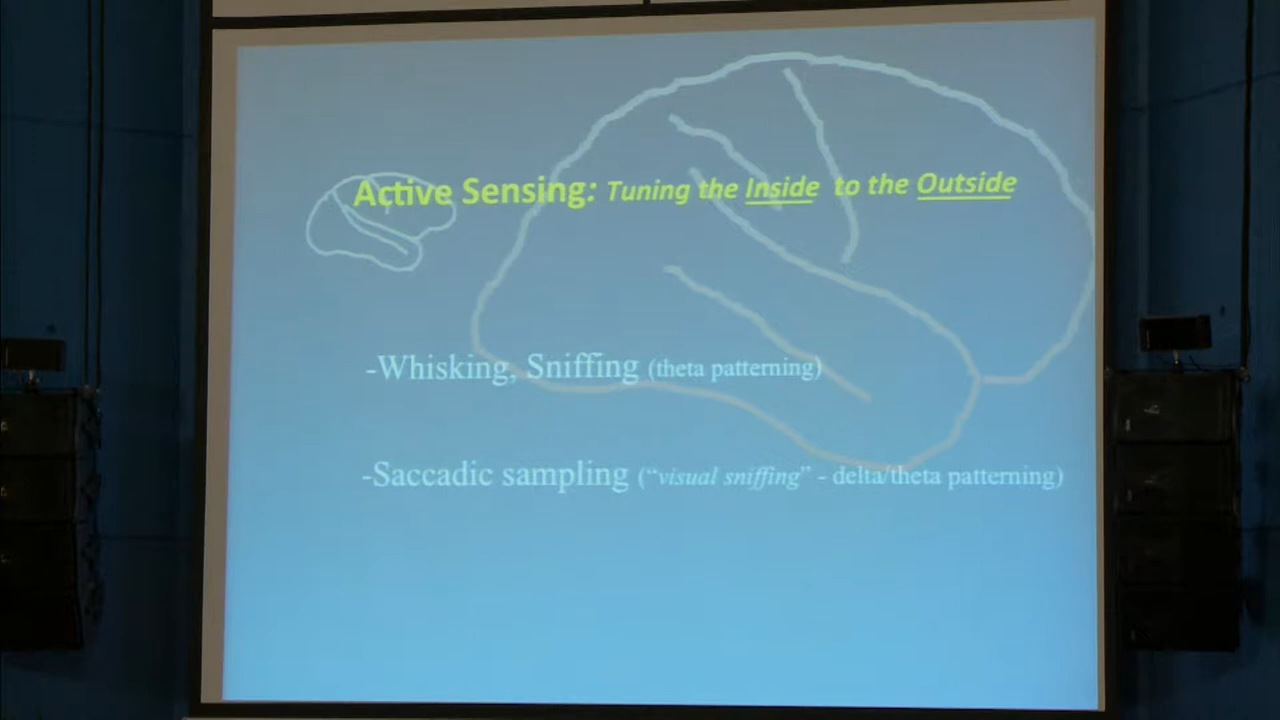 Active Sensing: Tuning the Inside to the Outside
-Whisking, Sniffing (theta patterning)
-Saccadic sampling (“visual sniffing” - delta/theta patterning)